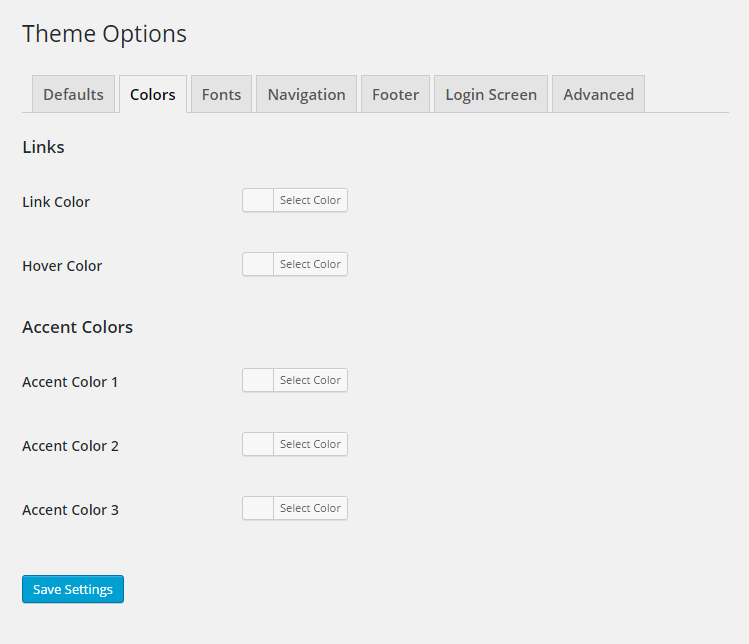 Theme Options
Defaults Colors Fonts Navigation Footer Login Screen Advanced
Links
Link Color Select Color
Hover Color Select Color
Accent Colors
Accent Color 1 Select Color
Accent Color 2 Select Color
Accent Color 3 Select Color
Save Settings